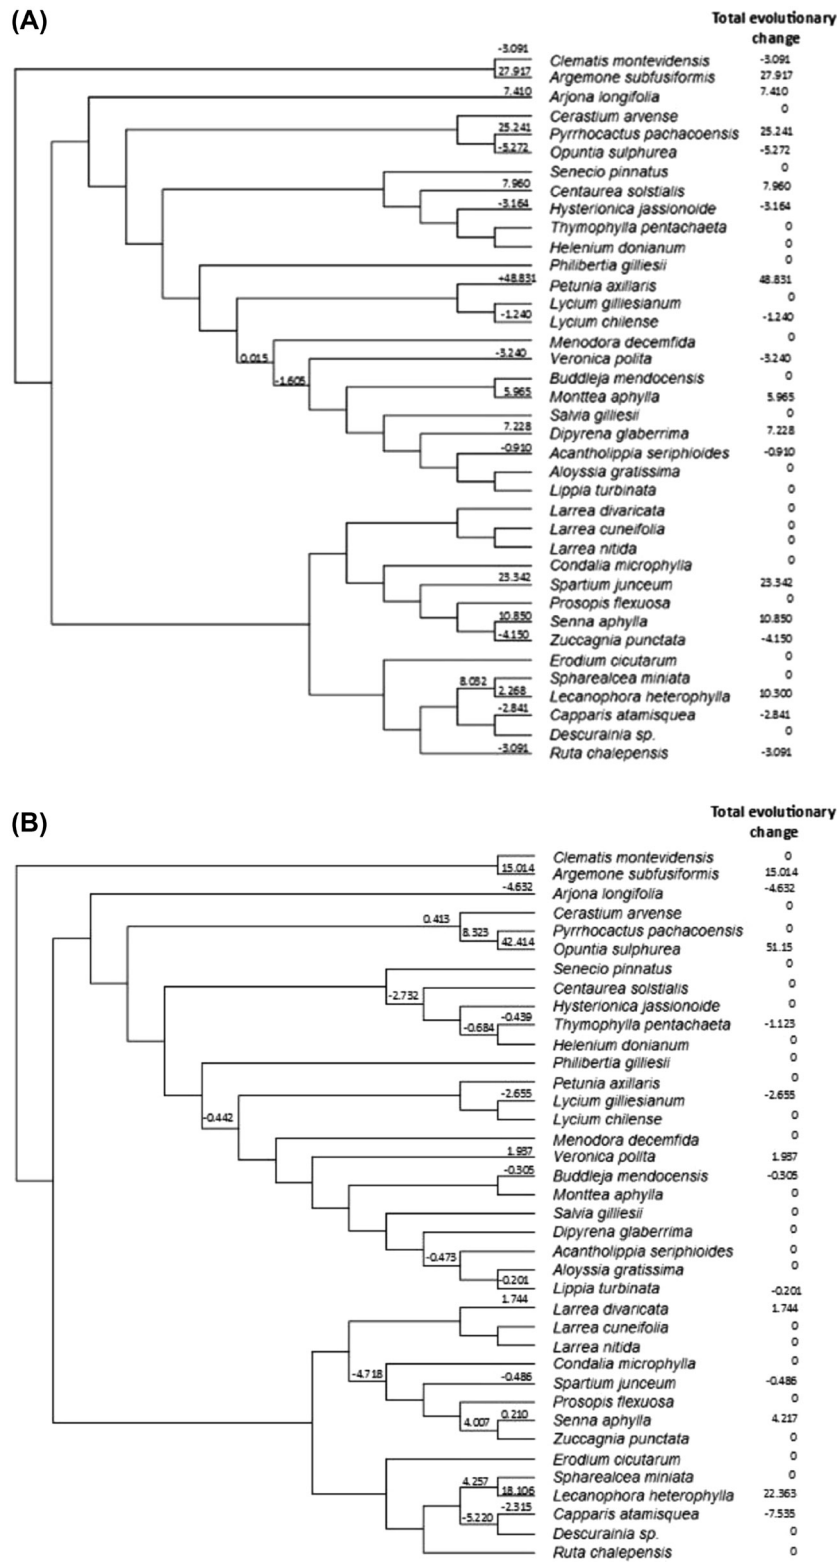 (A)
Total evolutionary
change
-3.091 Clematis montevidensis -3.091
27.917 Argemone subfusiformis 27.917
7.410 Arjona longifolia 7.410
Cerastium arvense 0
25.241 Pyrrhocactus pachacoensis 25.241
-5.272 Opuntia sulphurea -5.272
Senecio pinnatus 0
7.960 Centaurea solstialis 7.960
-3.164 Hysterionica jassionoide -3.164
Thymophylla pentachaeta 0
Helenium donianum 0
Philibertia gilliesii 0
+48.831 Petunia axillaris 48.831
Lycium gilliesianum 0
-1.240 Lycium chilense -1.240
Menodora decemfida 0
0.015 Veronica polita -3.240
-3.240
-1.605 Buddleja mendocensis 0
5.965 Monttea aphylla 5.965
Salvia gilliesii 0
7.228 Dipyrena glaberrima 7.228
-0.910 Acantholippia seriphioides -0.910
Aloyssia gratissima 0
Lippia turbinata 0
Larrea divaricata 0
Larrea cuneifolia 0
Larrea nitida 0
Condalia microphylla 0
23.342 Spartium junceum 23.342
Prosopis flexuosa 0
10.850 Senna aphylla 10.850
-4.150 Zuccagnia punctata -4.150
Erodium cicutarum 0
8.032 Sphaeralcea miniata 0
2.268 Lecanophora heterophylla 10.300
-2.841 Capparis atamisquea -2.841
Descurainia sp. 0
-3.091 Ruta chalepensis -3.091
(B)
Total evolutionary
change
Clematis montevidensis 0
15.014 Argemone subfusiformis 15.014
-4.632 Arjona longifolia -4.632
0.413 Cerastium arvense 0
8.323 Pyrrhocactus pachacoensis 0
42.414 Opuntia sulphurea 51.15
Senecio pinnatus 0
-2.732 Centaurea solstialis 0
Hysterionica jassionoide 0
-0.684 -0.439 Thymophylla pentachaeta -1.123
Helenium donianum 0
Philibertia gilliesii 0
Petunia axillaris 0
-2.655 Lycium gilliesianum -2.655
-0.442 Lycium chilense 0
Menodora decemfida 0
1.937 Veronica polita 1.937
-0.305 Buddleja mendocensis -0.305
Monttea aphylla 0
Salvia gilliesii 0
Dipyrena glaberrima 0
-0.473 Acantholippia seriphioides 0
Aloyssia gratissima 0
-0.201 Lippia turbinata -0.201
1.744 Larrea divaricata 1.744
Larrea cuneifolia 0
Larrea nitida 0
Condalia microphylla 0
-4.718 -0.486 Spartium junceum -0.486
Prosopis flexuosa 0
4.007 0.210 Senna aphylla 4.217
Zuccagnia punctata 0
Erodium cicutarum 0
4.257 Spharealcea miniata 0
18.106 Lecanophora heterophylla 22.363
-5.220 -2.315 Capparis atamisquea -7.535
Descurainia sp. 0
Ruta chalepensis 0